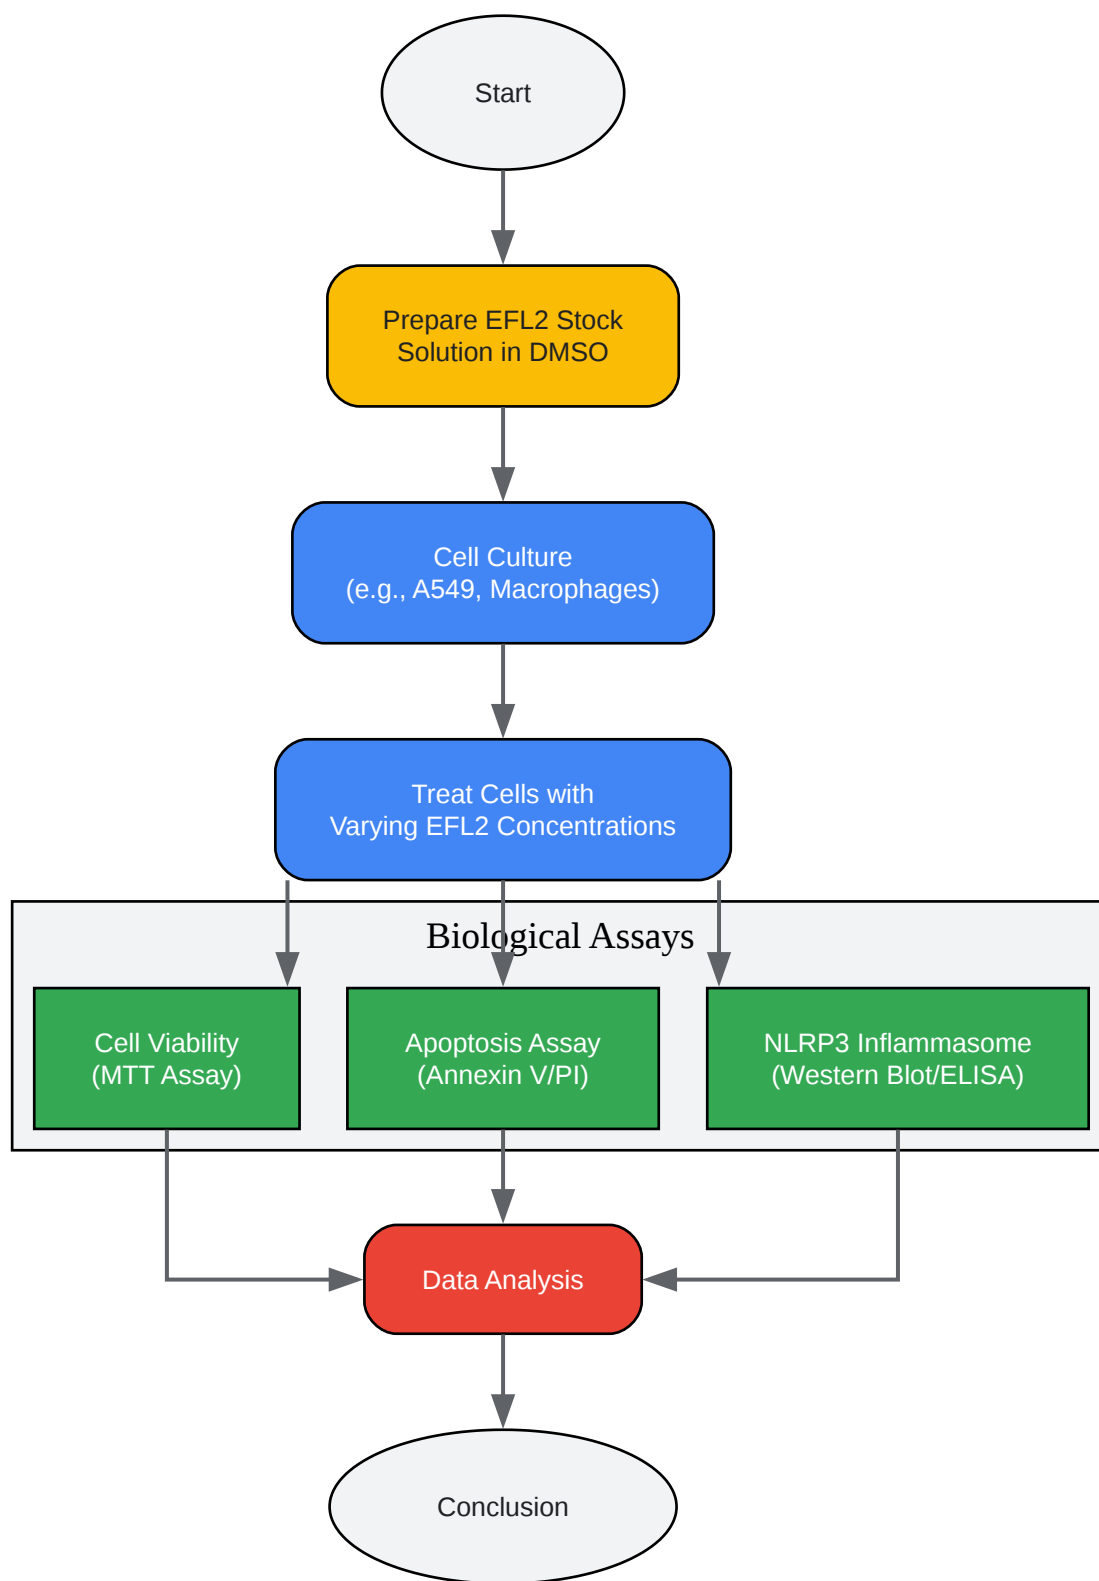 Start
Prepare EFL2 Stock
Solution in DMSO
Cell Culture
(e.g., A549, Macrophages)
Treat Cells with
Varying EFL2 Concentrations
Biological Assays
Cell Viability
(MTT Assay)
Apoptosis Assay
(Annexin V/PI)
NLRP3 Inflammasome
(Western Blot/ELISA)
Data Analysis
Conclusion